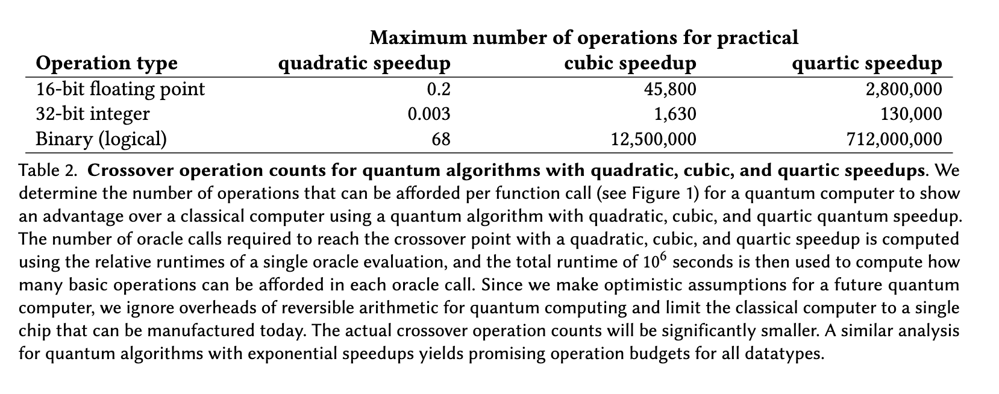 Maximum number of operations for practical
Operation type quadratic speedup cubic speedup quartic speedup
16-bit floating point 0.2 45,800 2,800,000
32-bit integer 0.003 1,630 130,000
Binary (logical) 68 12,500,000 712,000,000
Table 2. Crossover operation counts for quantum algorithms with quadratic, cubic, and quartic speedups. We
determine the number of operations that can be afforded per function call (see Figure 1) for a quantum computer to show
an advantage over a classical computer using a quantum algorithm with quadratic, cubic, and quartic quantum speedup.
The number of oracle calls required to reach the crossover point with a quadratic, cubic, and quartic speedup is computed
using the relative runtimes of a single oracle evaluation, and the total runtime of 10⁶ seconds is then used to compute how
many basic operations can be afforded in each oracle call. Since we make optimistic assumptions for a future quantum
computer, we ignore overheads of reversible arithmetic for quantum computing and limit the classical computer to a single
chip that can be manufactured today. The actual crossover operation counts will be significantly smaller. A similar analysis
for quantum algorithms with exponential speedups yields promising operation budgets for all datatypes.